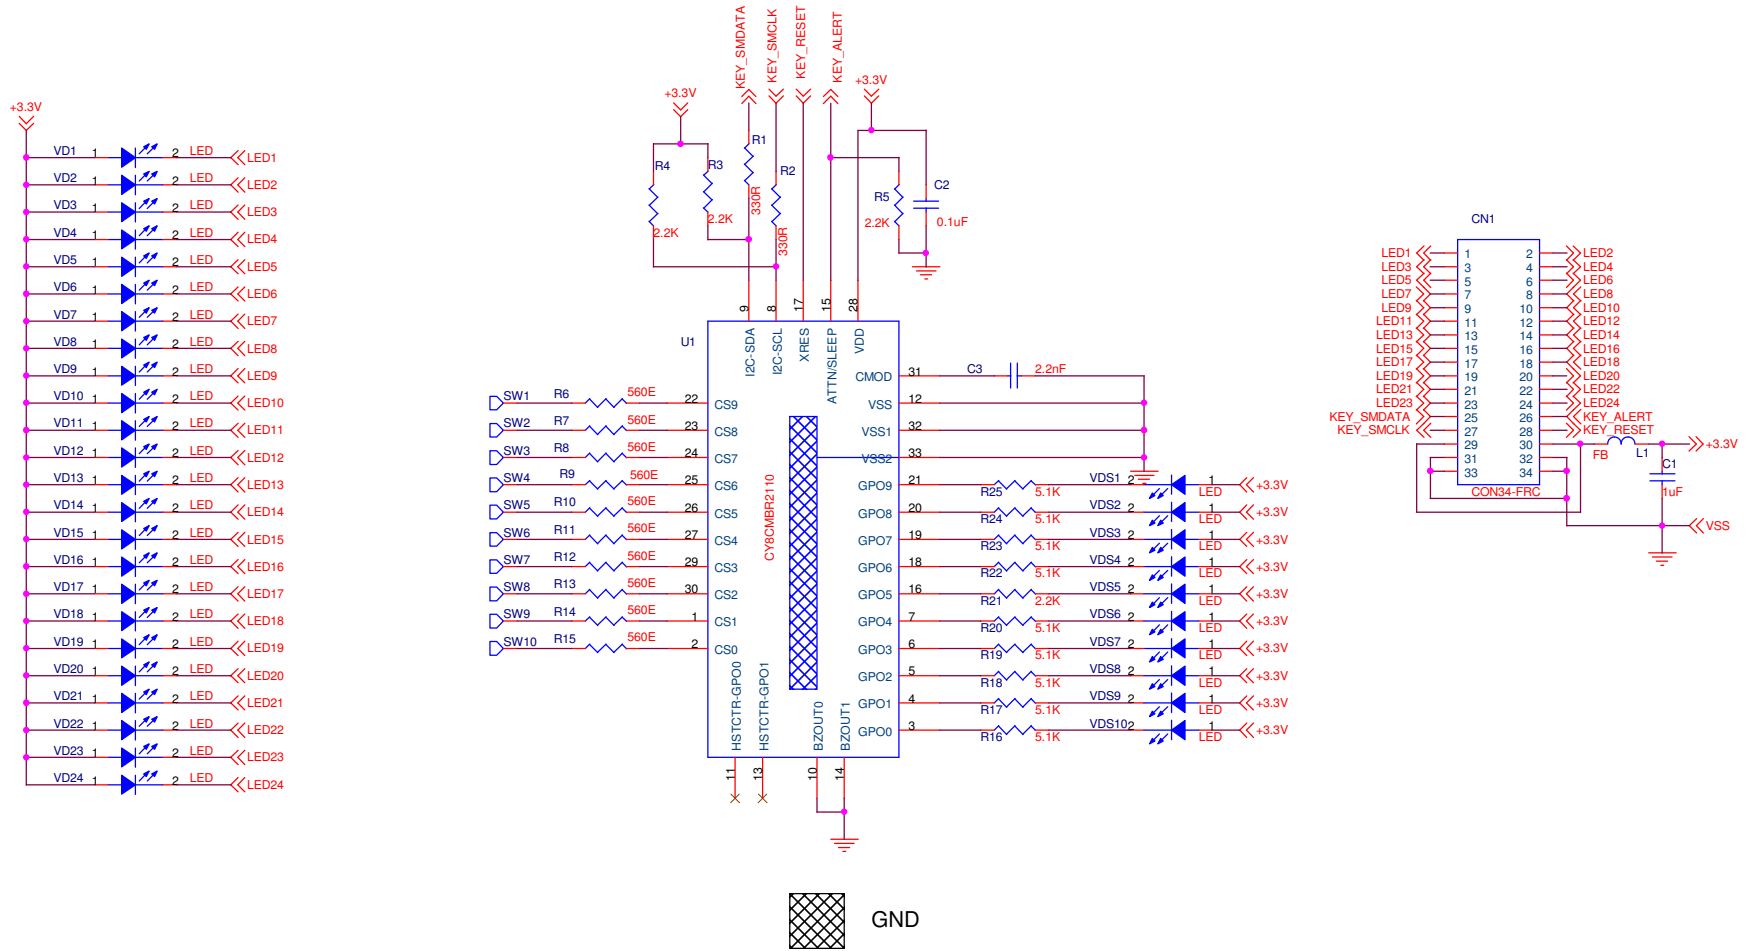 KEY_SMDATA
KEY_SMCLK
KEY_RESET
KEY_ALERT
+3.3V
+3.3V
+3.3V
VD1 1 2 LED LED1
VD2 1 2 LED LED2
VD3 1 2 LED LED3
VD4 1 2 LED LED4
VD5 1 2 LED LED5
VD6 1 2 LED LED6
VD7 1 2 LED LED7
VD8 1 2 LED LED8
VD9 1 2 LED LED9
VD10 1 2 LED LED10
VD11 1 2 LED LED11
VD12 1 2 LED LED12
VD13 1 2 LED LED13
VD14 1 2 LED LED14
VD15 1 2 LED LED15
VD16 1 2 LED LED16
VD17 1 2 LED LED17
VD18 1 2 LED LED18
VD19 1 2 LED LED19
VD20 1 2 LED LED20
VD21 1 2 LED LED21
VD22 1 2 LED LED22
VD23 1 2 LED LED23
VD24 1 2 LED LED24
R4 2.2K
R3 2.2K
R1 330R
R2 330R
R5 2.2K
C2 0.1uF
9 8 17 15 28
U1
I2C-SDA
I2C-SCL
XRES
ATTN/SLEEP
VDD
CY8CMBR2110
SW1 R6 560E 22 CS9
SW2 R7 560E 23 CS8
SW3 R8 560E 24 CS7
SW4 R9 560E 25 CS6
SW5 R10 560E 26 CS5
SW6 R11 560E 27 CS4
SW7 R12 560E 29 CS3
SW8 R13 560E 30 CS2
SW9 R14 560E 1 CS1
SW10 R15 560E 2 CS0
CMOD 31 C3 2.2nF
VSS 12
VSS1 32
VSS2 33
GPO9 21 R25 5.1K VDS1 2 1 LED +3.3V
GPO8 20 R24 5.1K VDS2 2 1 LED +3.3V
GPO7 19 R23 5.1K VDS3 2 1 LED +3.3V
GPO6 18 R22 5.1K VDS4 2 1 LED +3.3V
GPO5 16 R21 2.2K VDS5 2 1 LED +3.3V
GPO4 7 R20 5.1K VDS6 2 1 LED +3.3V
GPO3 6 R19 5.1K VDS7 2 1 LED +3.3V
GPO2 5 R18 5.1K VDS8 2 1 LED +3.3V
GPO1 4 R17 5.1K VDS9 2 1 LED +3.3V
GPO0 3 R16 5.1K VDS10 2 1 LED +3.3V
HSTCTR-GPO0
HSTCTR-GPO1
BZOUT0
BZOUT1
11 13 10 14
CN1
LED1 1 2 LED2
LED3 3 4 LED4
LED5 5 6 LED6
LED7 7 8 LED8
LED9 9 10 LED10
LED11 11 12 LED12
LED13 13 14 LED14
LED15 15 16 LED16
LED17 17 18 LED18
LED19 19 20 LED20
LED21 21 22 LED22
LED23 23 24 LED24
KEY_SMDATA 25 26 KEY_ALERT
KEY_SMCLK 27 28 KEY_RESET
29 30 FB L1 +3.3V
31 32
33 34
CON34-FRC
C1
1uF
VSS
GND